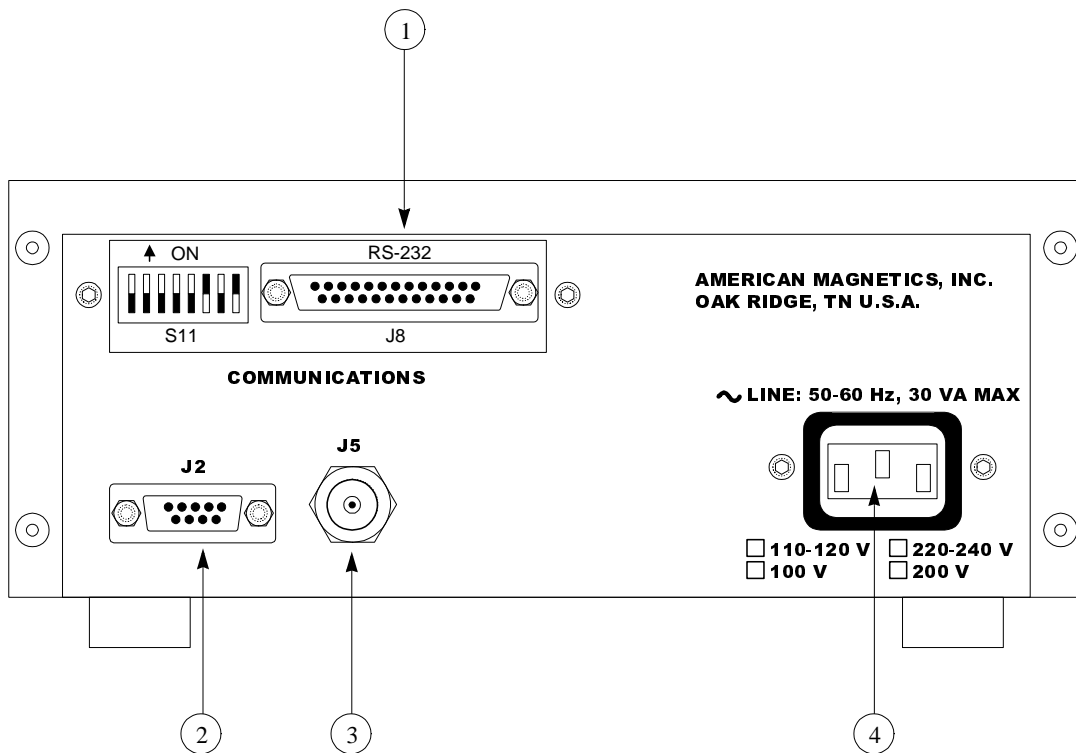 1
ON
RS-232
S11
J8
COMMUNICATIONS
AMERICAN MAGNETICS, INC.
OAK RIDGE, TN U.S.A.
LINE: 50-60 Hz, 30 VA MAX
J2
J5
110-120 V 220-240 V
100 V 200 V
2
3
4